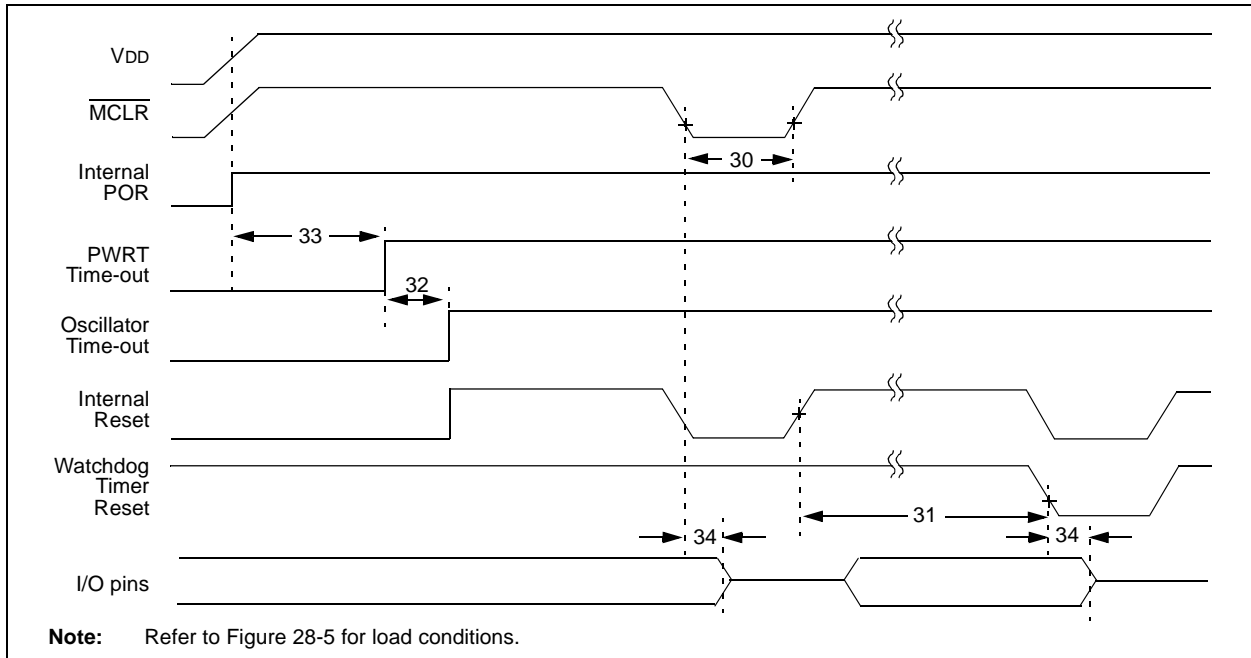 VDD
MCLR
30
Internal
POR
33
PWRT
Time-out
32
Oscillator
Time-out
Internal
Reset
Watchdog
Timer
Reset
31
34
34
I/O pins
Note: Refer to Figure 28-5 for load conditions.